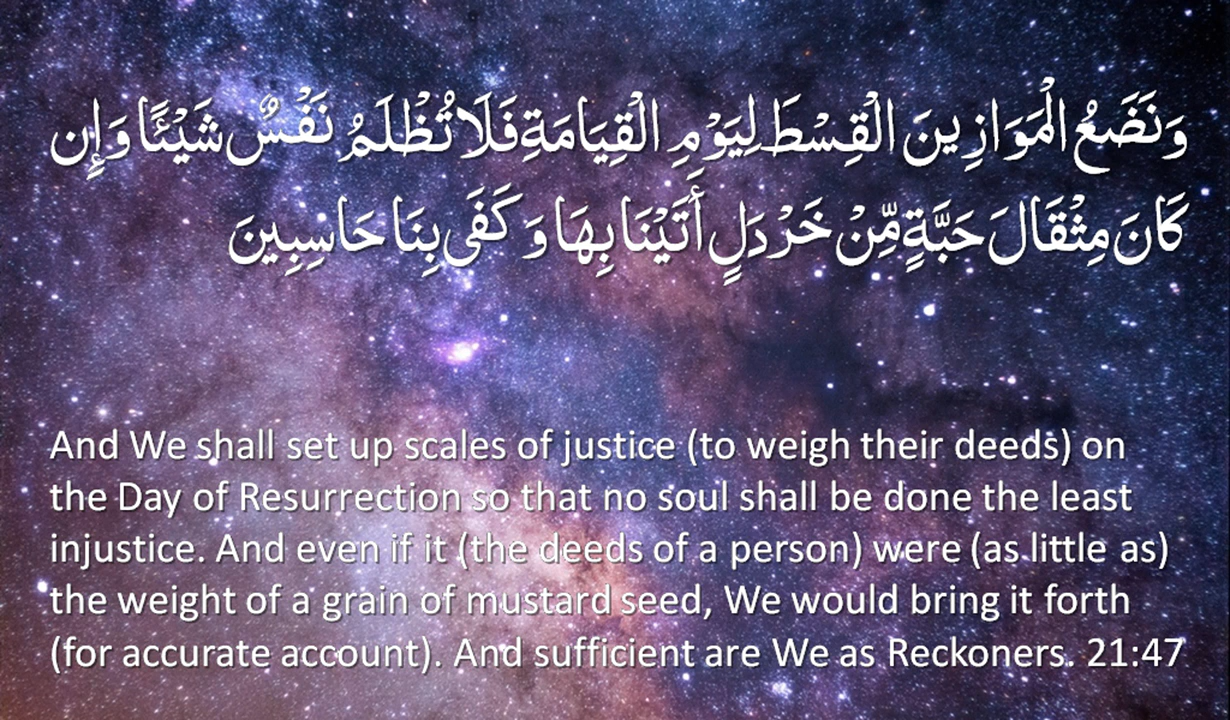 وَنَضَعُ الْمَوَازِينَ الْقِسْطَ لِيَوْمِ الْقِيَامَةِ فَلَا تُظْلَمُ نَفْسٌ شَيْئًا وَإِن
كَانَ مِثْقَالَ حَبَّةٍ مِّنْ خَرْدَلٍ أَتَيْنَا بِهَا وَكَفَى بِنَا حَاسِبِينَ
And We shall set up scales of justice (to weigh their deeds) on
the Day of Resurrection so that no soul shall be done the least
injustice. And even if it (the deeds of a person) were (as little as)
the weight of a grain of mustard seed, We would bring it forth
(for accurate account). And sufficient are We as Reckoners. 21:47